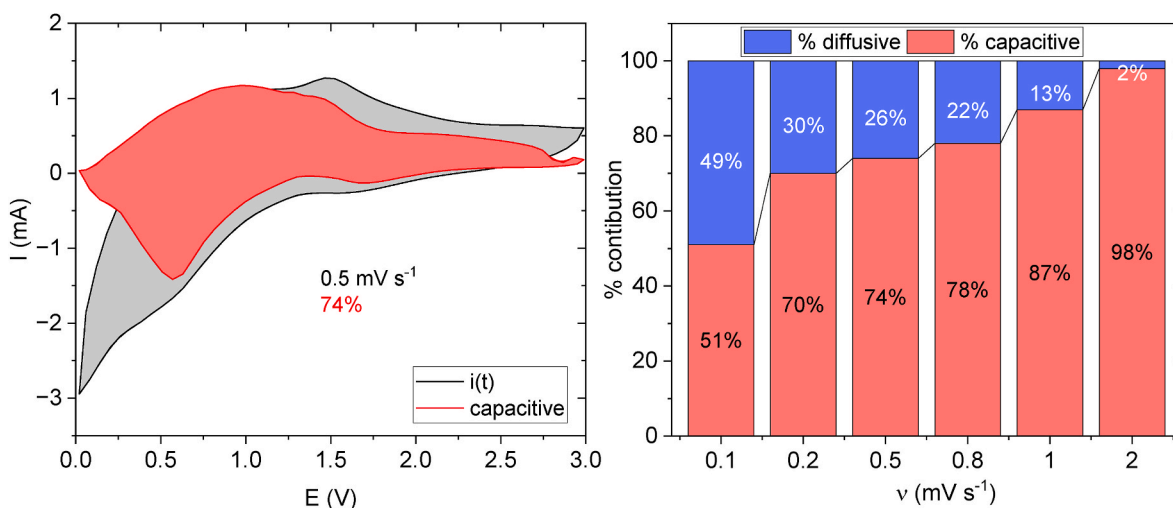 2
1
0
−1
−2
−3
I (mA)
0.0 0.5 1.0 1.5 2.0 2.5 3.0
E (V)
0.5 mV s⁻¹
74%
i(t)
capacitive
% diffusive % capacitive
100
80
60
40
20
0
% contibution
49% 30% 26% 22% 13% 2%
51% 70% 74% 78% 87% 98%
0.1 0.2 0.5 0.8 1 2
ν (mV s⁻¹)